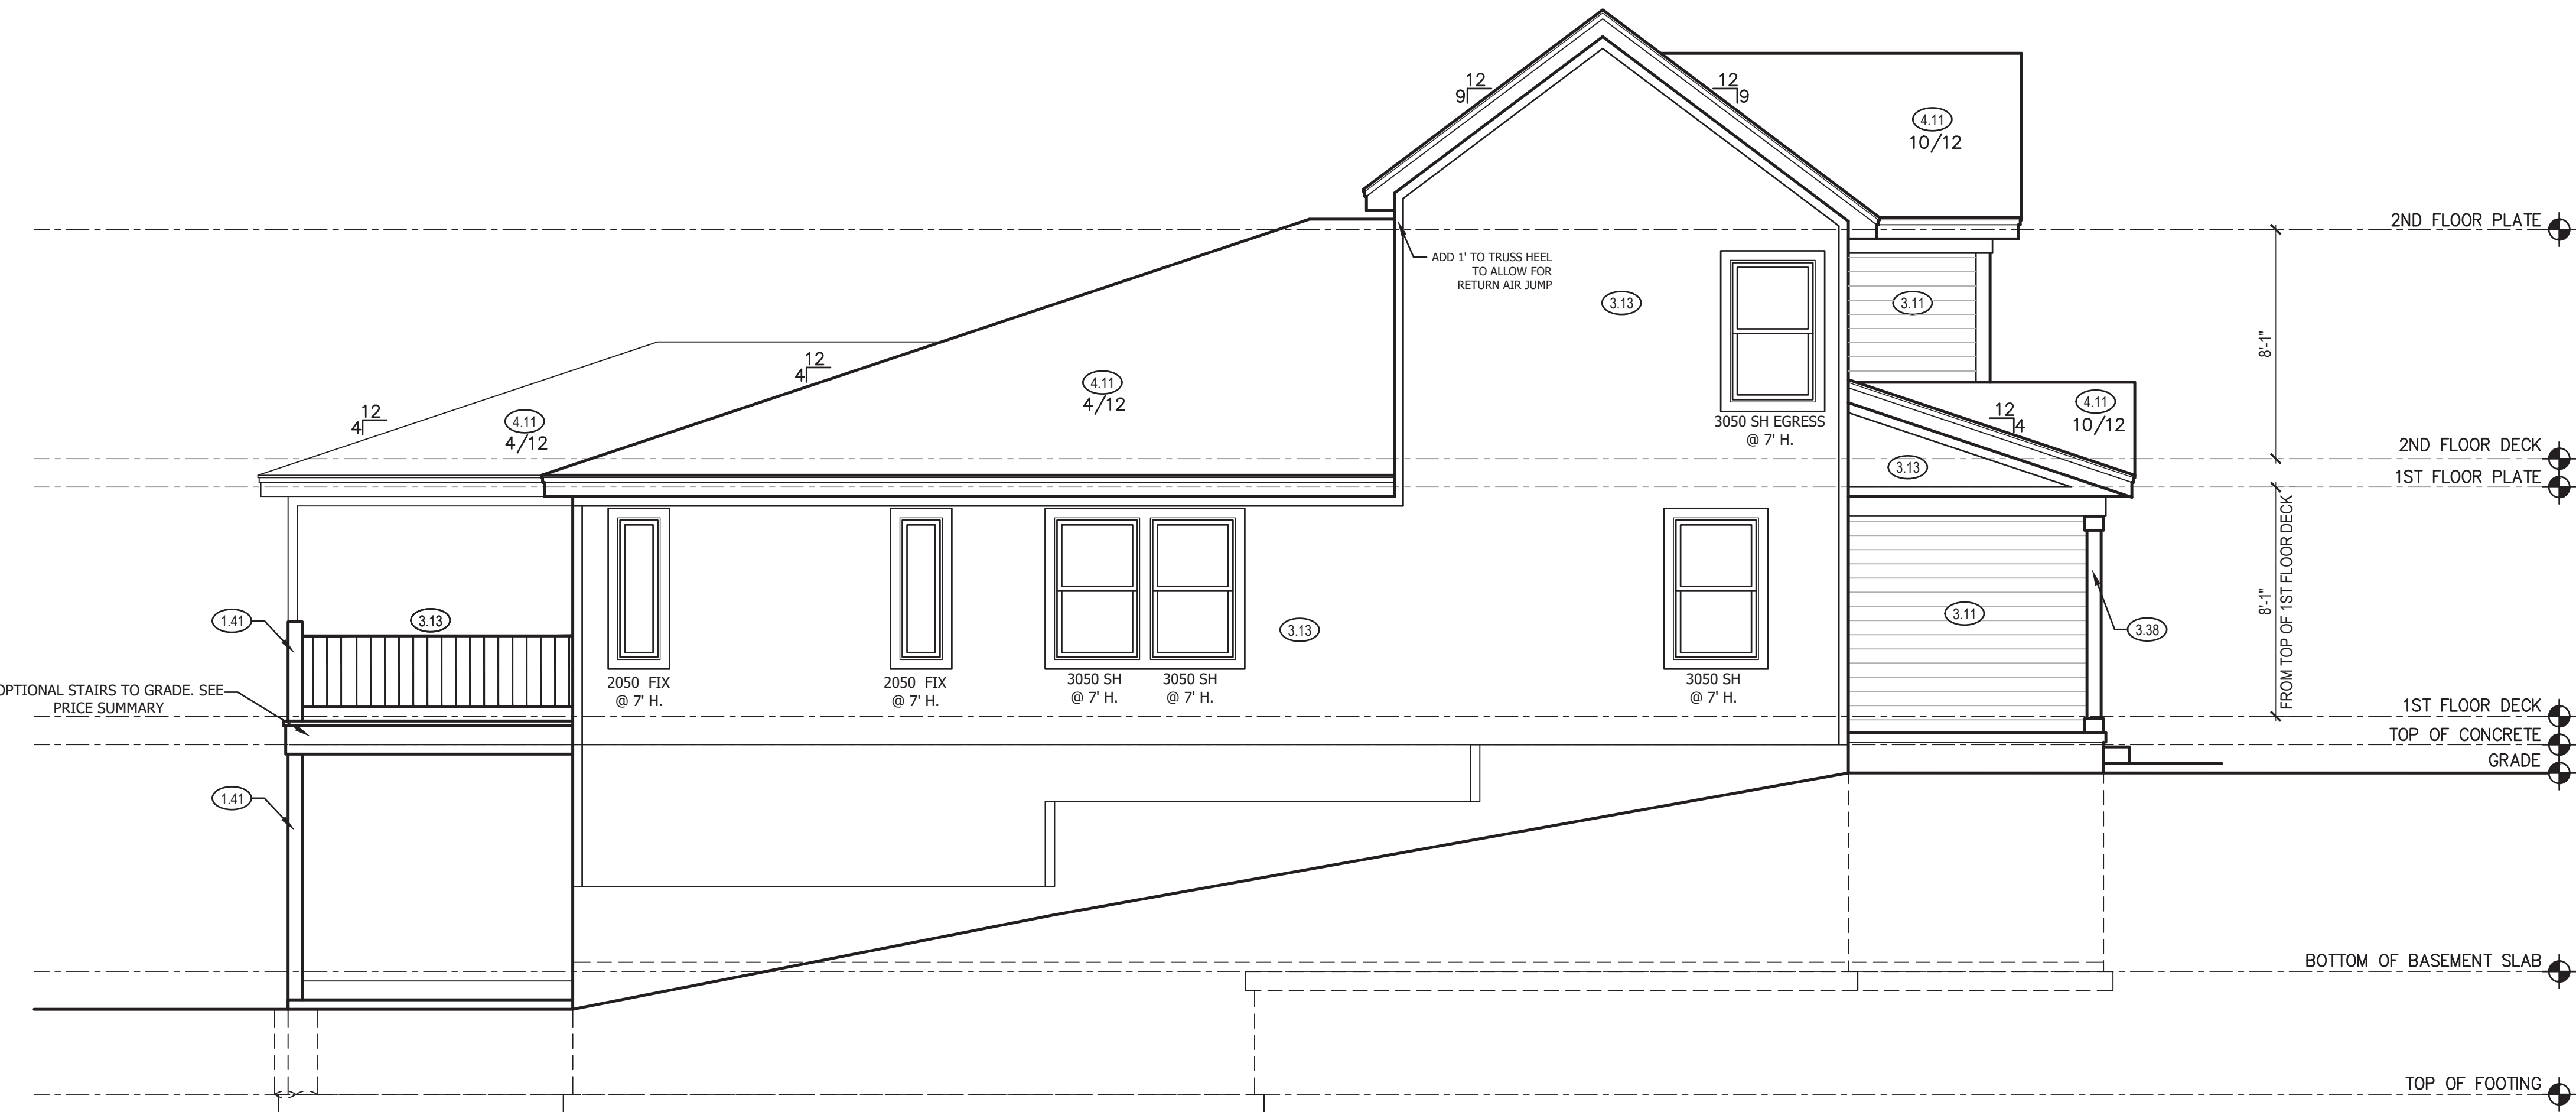 12
9
12
9
4.11
10/12
2ND FLOOR PLATE
ADD 1' TO TRUSS HEEL
TO ALLOW FOR
RETURN AIR JUMP
3.13
3.11
8'-1"
12
4
4.11
4/12
12
4
4.11
4/12
3050 SH EGRESS
@ 7' H.
12
4
4.11
10/12
2ND FLOOR DECK
3.13
1ST FLOOR PLATE
1.41
3.13
3.13
3.11
3.38
8'-1"
FROM TOP OF 1ST FLOOR DECK
OPTIONAL STAIRS TO GRADE. SEE
PRICE SUMMARY
2050 FIX
@ 7' H.
2050 FIX
@ 7' H.
3050 SH
@ 7' H.
3050 SH
@ 7' H.
3050 SH
@ 7' H.
1ST FLOOR DECK
TOP OF CONCRETE
GRADE
1.41
BOTTOM OF BASEMENT SLAB
TOP OF FOOTING